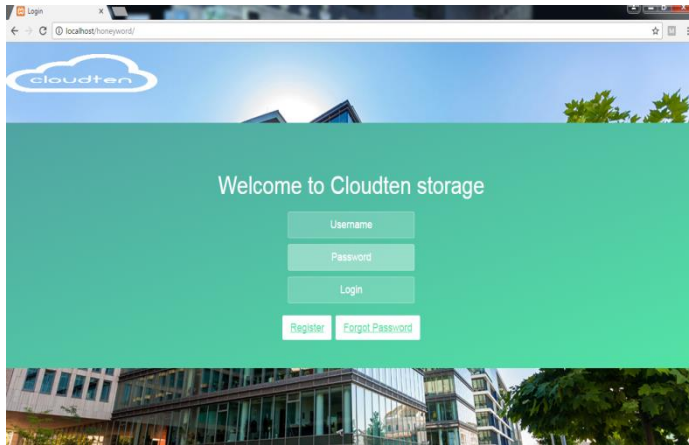 Login
localhost/honeyword/
cloudten
Welcome to Cloudten storage
Username
Password
Login
Register Forgot Password